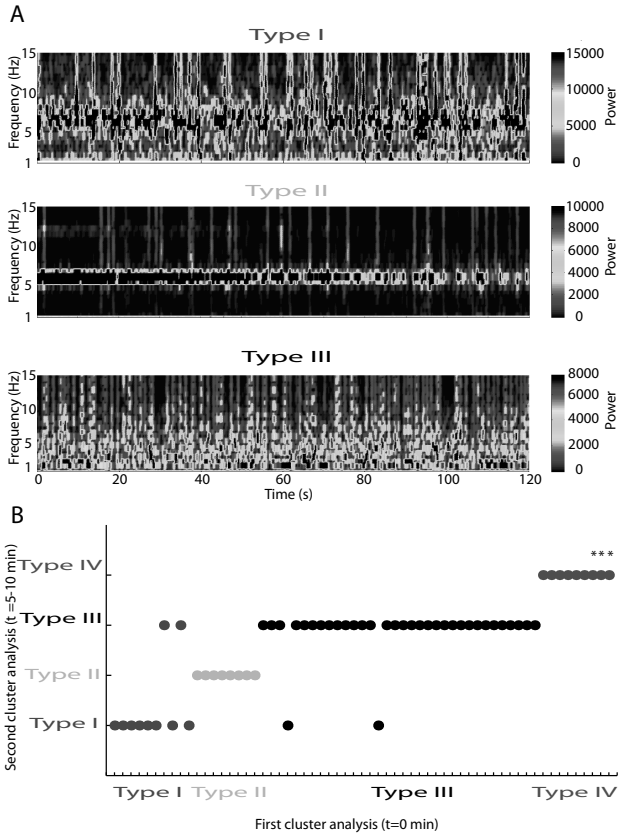 A
Type I
Frequency (Hz)
15
10
5
1
15000
10000
5000
0
Power
Type II
Frequency (Hz)
15
10
5
1
10000
8000
6000
4000
2000
0
Power
Type III
Frequency (Hz)
15
10
5
1
0 20 40 60 80 100 120
Time (s)
8000
6000
4000
2000
0
Power
B
Second cluster analysis (t =5-10 min)
Type IV
Type III
Type II
Type I
***
Type I Type II Type III Type IV
First cluster analysis (t=0 min)